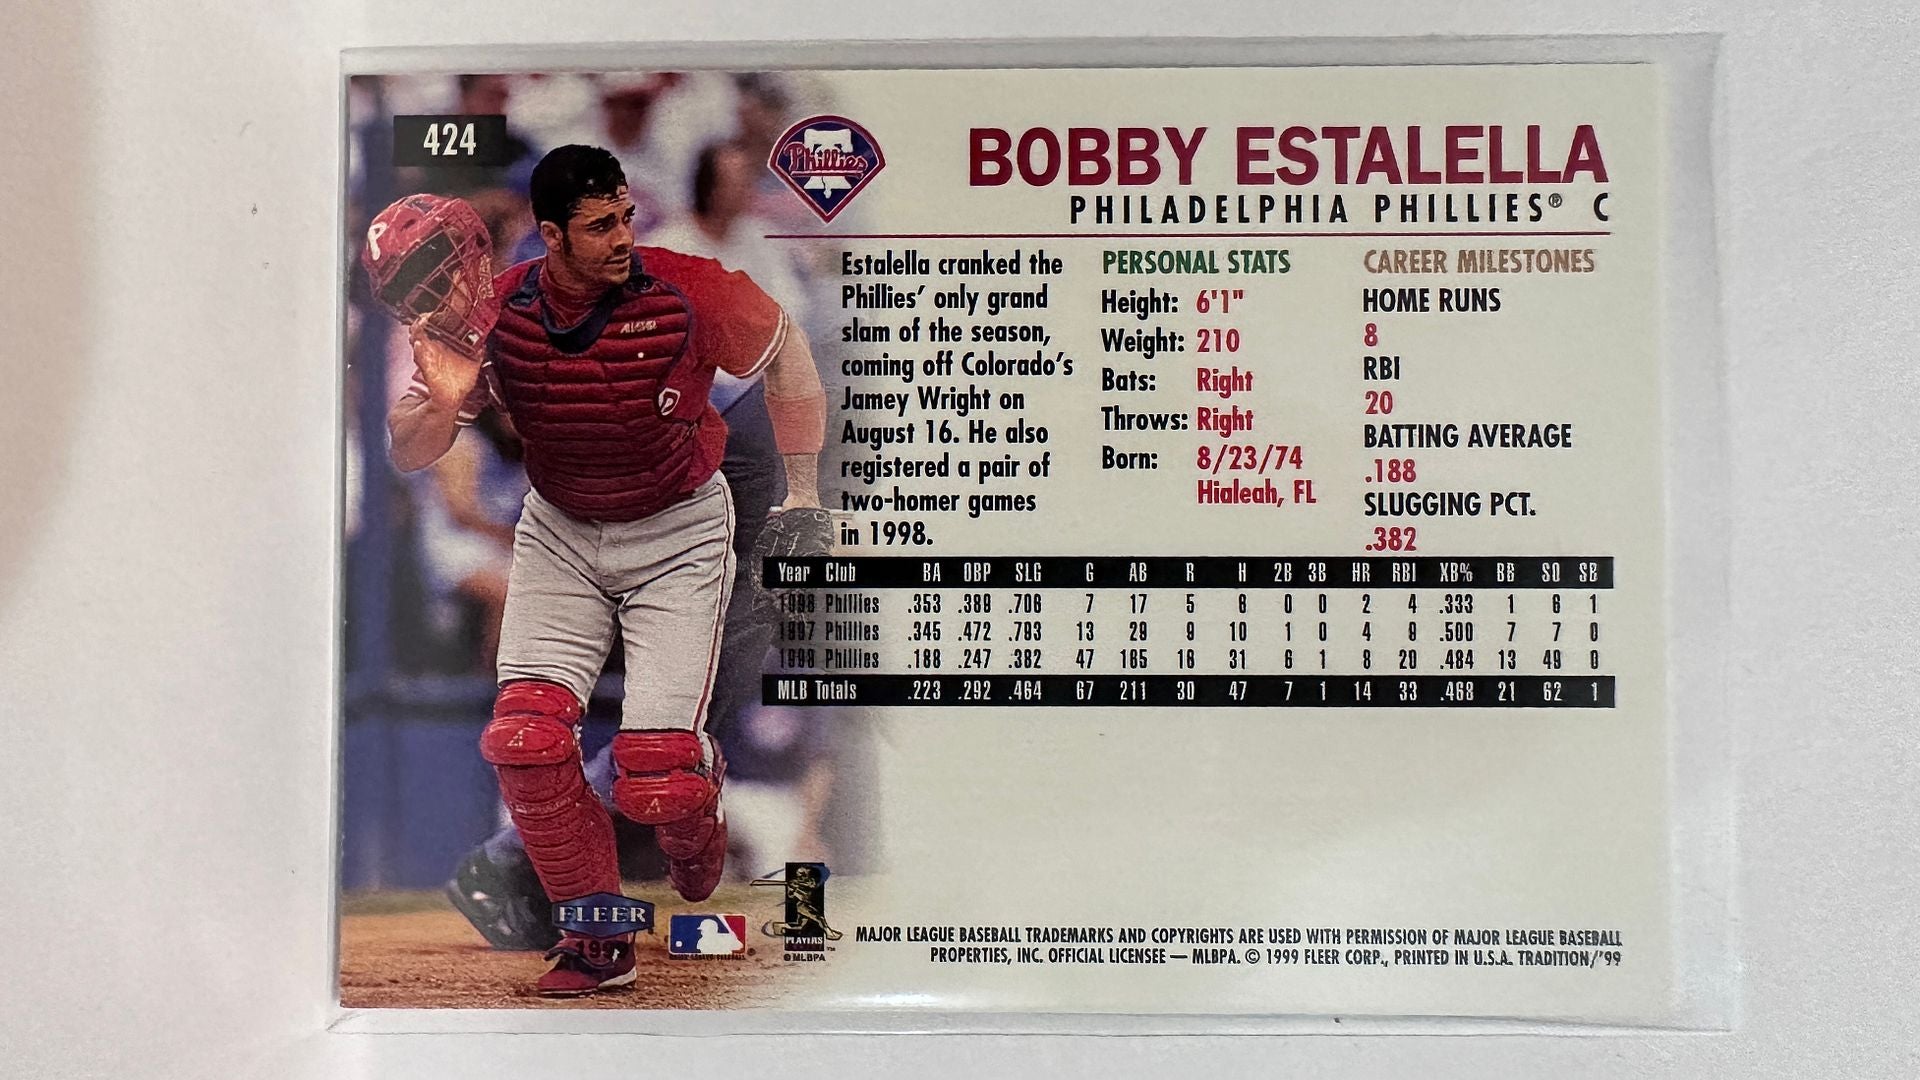 424
Phillies
BOBBY ESTALELLA
PHILADELPHIA PHILLIES® C
Estalella cranked the
Phillies' only grand
slam of the season,
coming off Colorado's
Jamey Wright on
August 16. He also
registered a pair of
two-homer games
in 1998.
PERSONAL STATS
Height: 6'1"
Weight: 210
Bats: Right
Throws: Right
Born: 8/23/74
Hialeah, FL
CAREER MILESTONES
HOME RUNS
8
RBI
20
BATTING AVERAGE
.188
SLUGGING PCT.
.382
Year Club BA OBP SLG G AB R H 2B 3B HR RBI XB% BB SO SB
1996 Phillies .353 .389 .706 7 17 5 6 0 0 2 4 .333 1 6 1
1997 Phillies .345 .472 .793 13 29 9 10 1 0 4 9 .500 7 7 0
1998 Phillies .188 .247 .382 47 165 16 31 6 1 8 20 .484 13 49 0
MLB Totals .223 .292 .464 67 211 30 47 7 1 14 33 .468 21 62 1
FLEER
PLAYERS
©MLBPA
MAJOR LEAGUE BASEBALL TRADEMARKS AND COPYRIGHTS ARE USED WITH PERMISSION OF MAJOR LEAGUE BASEBALL
PROPERTIES, INC. OFFICIAL LICENSEE — MLBPA. © 1999 FLEER CORP., PRINTED IN U.S.A. TRADITION/'99